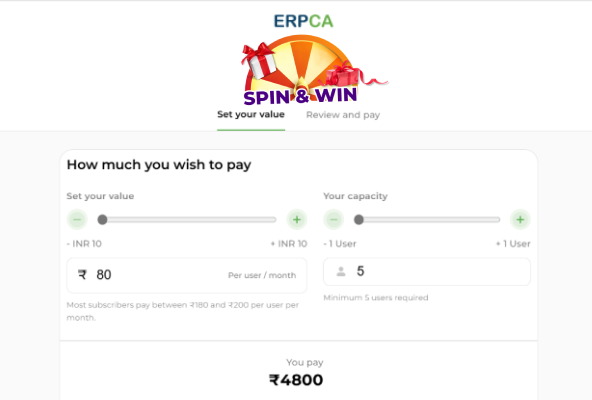 ERPCA
SPIN & WIN
Set your value Review and pay
How much you wish to pay
Set your value
− +
- INR 10 + INR 10
₹ 80 Per user / month
Most subscribers pay between ₹180 and ₹200 per user per
month.
Your capacity
− +
- 1 User + 1 User
5
Minimum 5 users required
You pay
₹4800